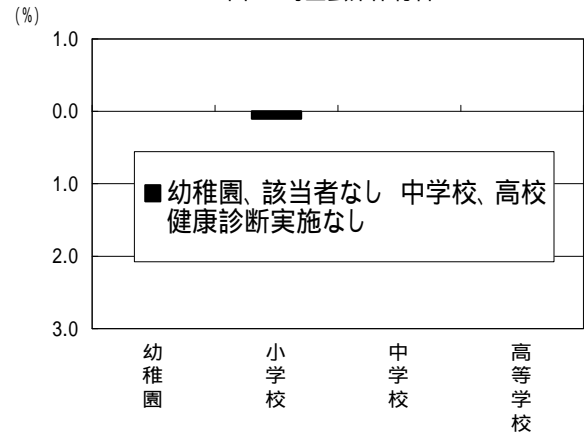 (%)
1.0
0.0
1.0
2.0
3.0
■幼稚園、該当者なし 中学校、高校
健康診断実施なし
幼稚園
小学校
中学校
高等学校